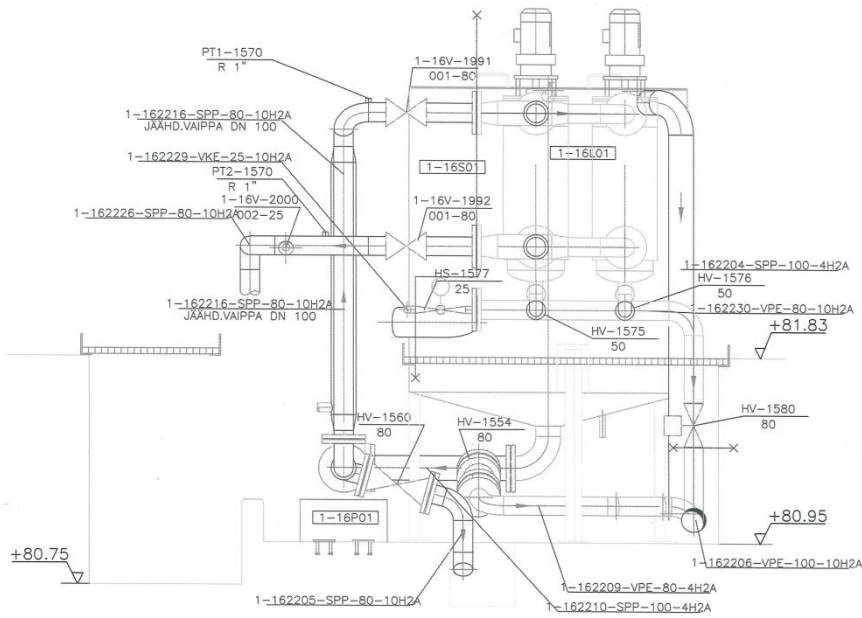 PT1-1570
R 1"
1-16V-1991
001-80
1-162216-SPP-80-10H2A
JÄÄHD.VAIPPA DN 100
1-162229-VKE-25-10H2A
PT2-1570
R 1"
1-16V-2000
002-25
1-162226-SPP-80-10H2A
1-16S01
1-16L01
1-16V-1992
001-80
HS-1577
25
1-162204-SPP-100-4H2A
HV-1576
50
1-162230-VPE-80-10H2A
1-162216-SPP-80-10H2A
JÄÄHD.VAIPPA DN 100
HV-1575
50
+81.83
HV-1560
80
HV-1554
80
HV-1580
80
1-16P01
+80.95
+80.75
1-162206-VPE-100-10H2A
1-162209-VPE-80-4H2A
1-162205-SPP-80-10H2A
1-162210-SPP-100-4H2A